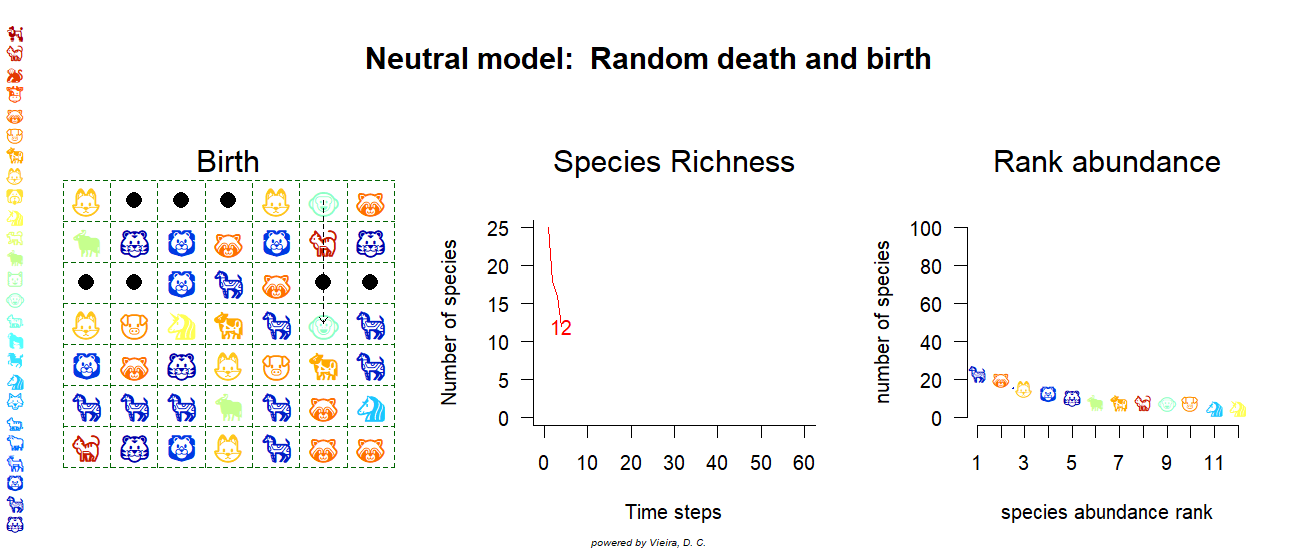 Neutral model:  Random death and birth
Birth
Species Richness
Rank abundance
Number of species
25
20
15
10
5
0
12
0 10 20 30 40 50 60
Time steps
number of species
100
80
60
40
20
0
1 3 5 7 9 11
species abundance rank
powered by Vieira, D. C.